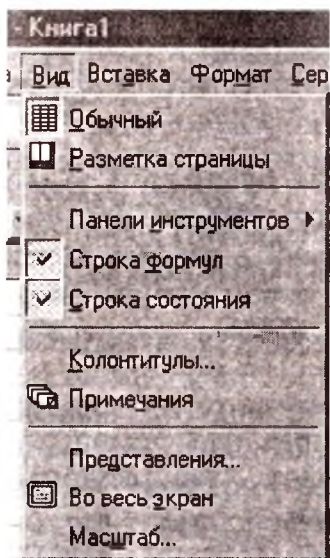 - Книга1
а Вид Вставка Формат Сер
Обычный
Разметка страницы
Панели инструментов
Строка формул
Строка состояния
Колонтитулы...
Примечания
Представления...
Во весь экран
Масштаб...